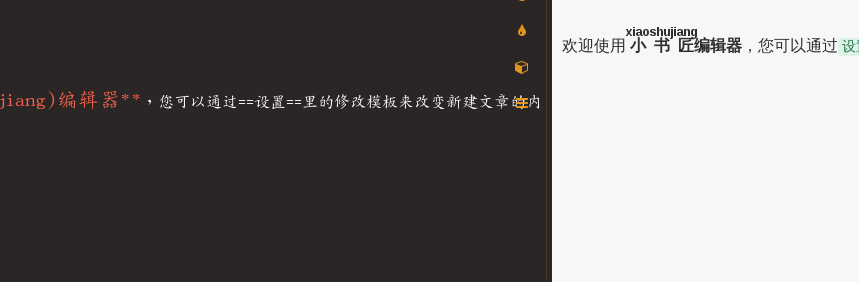 jiang)编辑器**，您可以通过==设置==里的修改模板来改变新建文章的内
xiaoshujiang
欢迎使用 小 书 匠编辑器，您可以通过 设置